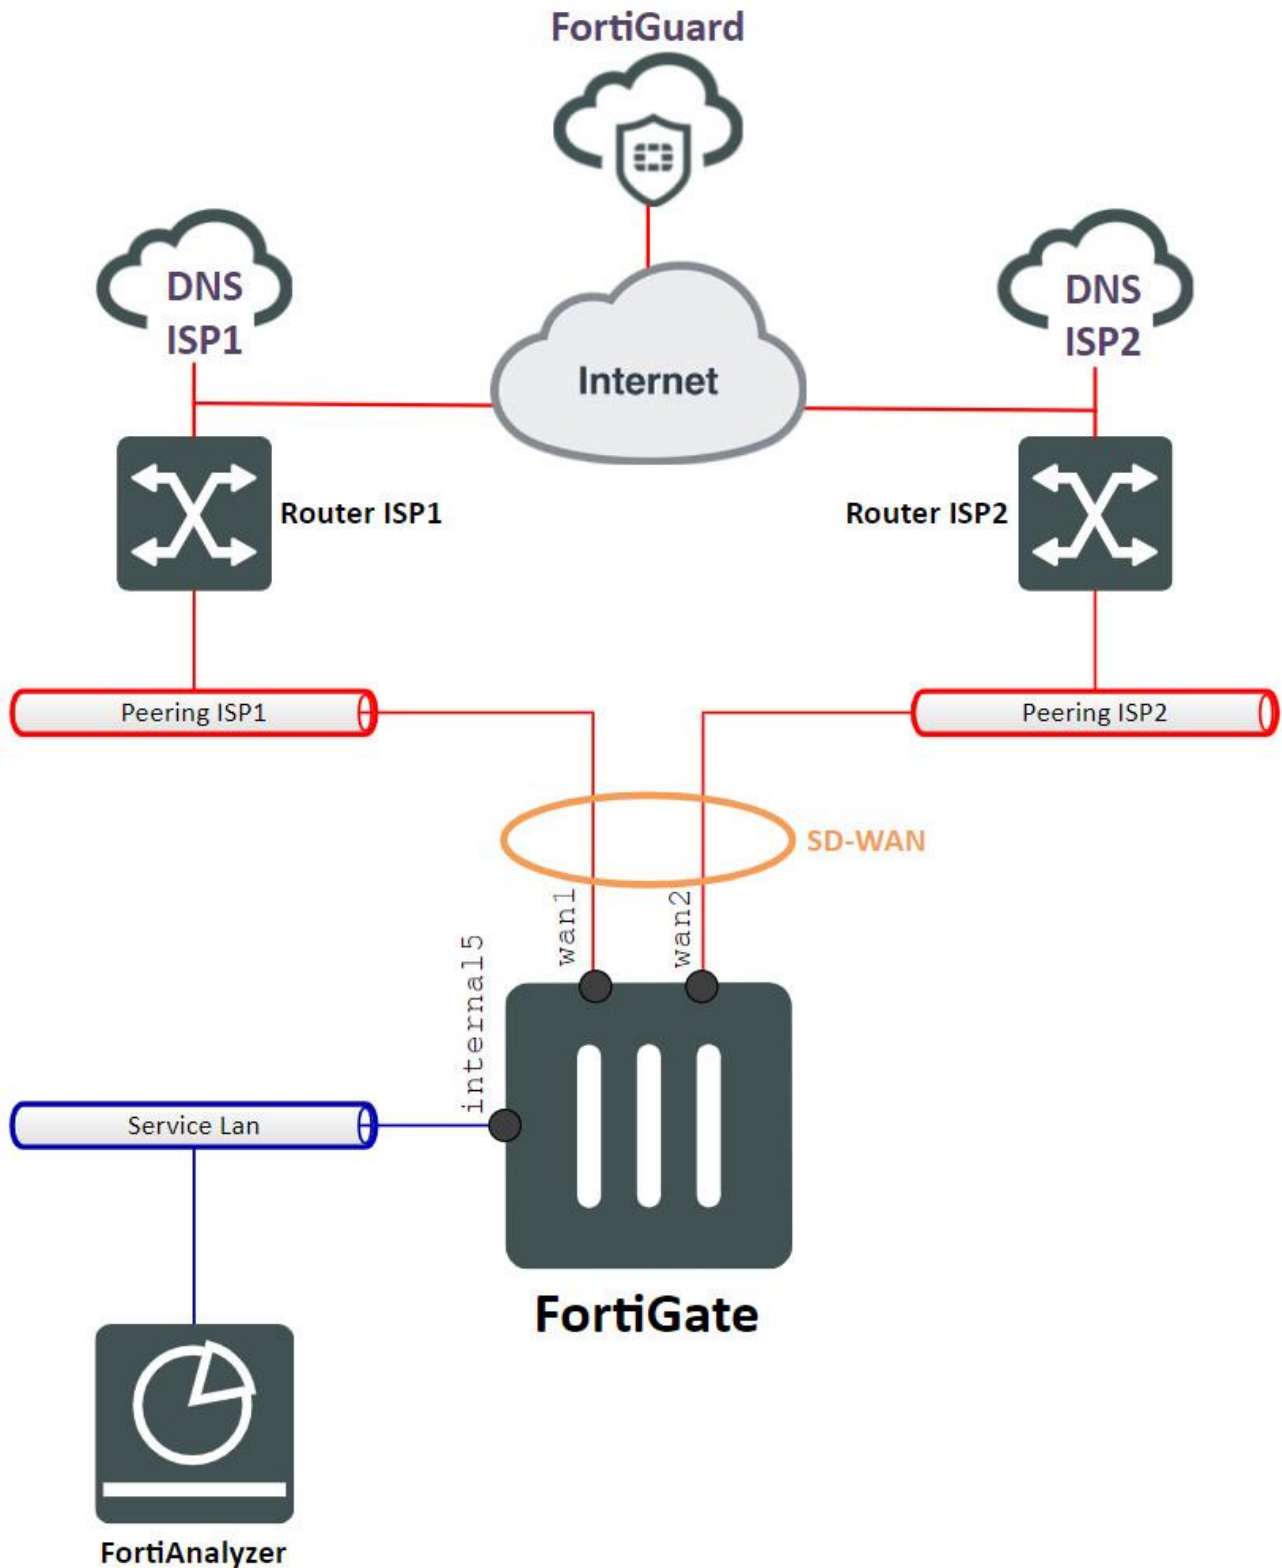 FortiGuard
DNS
ISP1
DNS
ISP2
Internet
Router ISP1
Router ISP2
Peering ISP1
Peering ISP2
SD-WAN
wan1
wan2
internal5
Service Lan
FortiGate
FortiAnalyzer